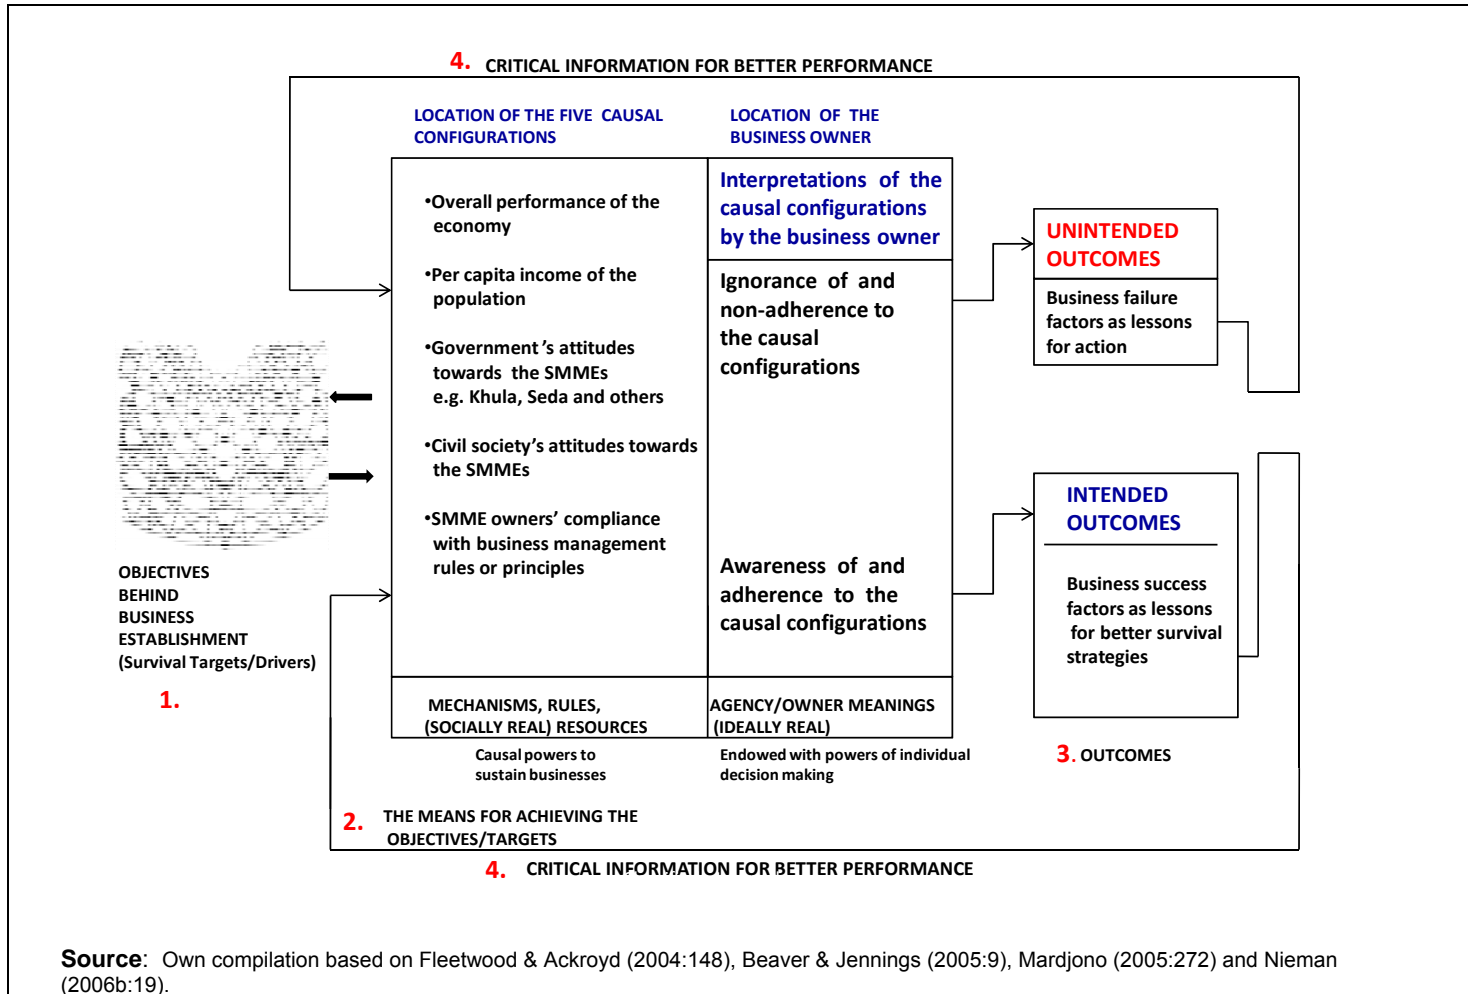 4. CRITICAL INFORMATION FOR BETTER PERFORMANCE
LOCATION OF THE FIVE CAUSAL
CONFIGURATIONS
LOCATION OF THE
BUSINESS OWNER
•Overall performance of the
economy
•Per capita income of the
population
•Government's attitudes
towards the SMMEs
e.g. Khula, Seda and others
•Civil society's attitudes towards
the SMMEs
•SMME owners' compliance
with business management
rules or principles
Interpretations of the
causal configurations
by the business owner
Ignorance of and
non-adherence to
the causal
configurations
Awareness of and
adherence to the
causal configurations
UNINTENDED
OUTCOMES
Business failure
factors as lessons
for action
INTENDED
OUTCOMES
Business success
factors as lessons
for better survival
strategies
OBJECTIVES
BEHIND
BUSINESS
ESTABLISHMENT
(Survival Targets/Drivers)
1.
MECHANISMS, RULES,
(SOCIALLY REAL) RESOURCES
AGENCY/OWNER MEANINGS
(IDEALLY REAL)
Causal powers to
sustain businesses
Endowed with powers of individual
decision making
3. OUTCOMES
2. THE MEANS FOR ACHIEVING THE
OBJECTIVES/TARGETS
4. CRITICAL INFORMATION FOR BETTER PERFORMANCE
Source: Own compilation based on Fleetwood & Ackroyd (2004:148), Beaver & Jennings (2005:9), Mardjono (2005:272) and Nieman
(2006b:19).